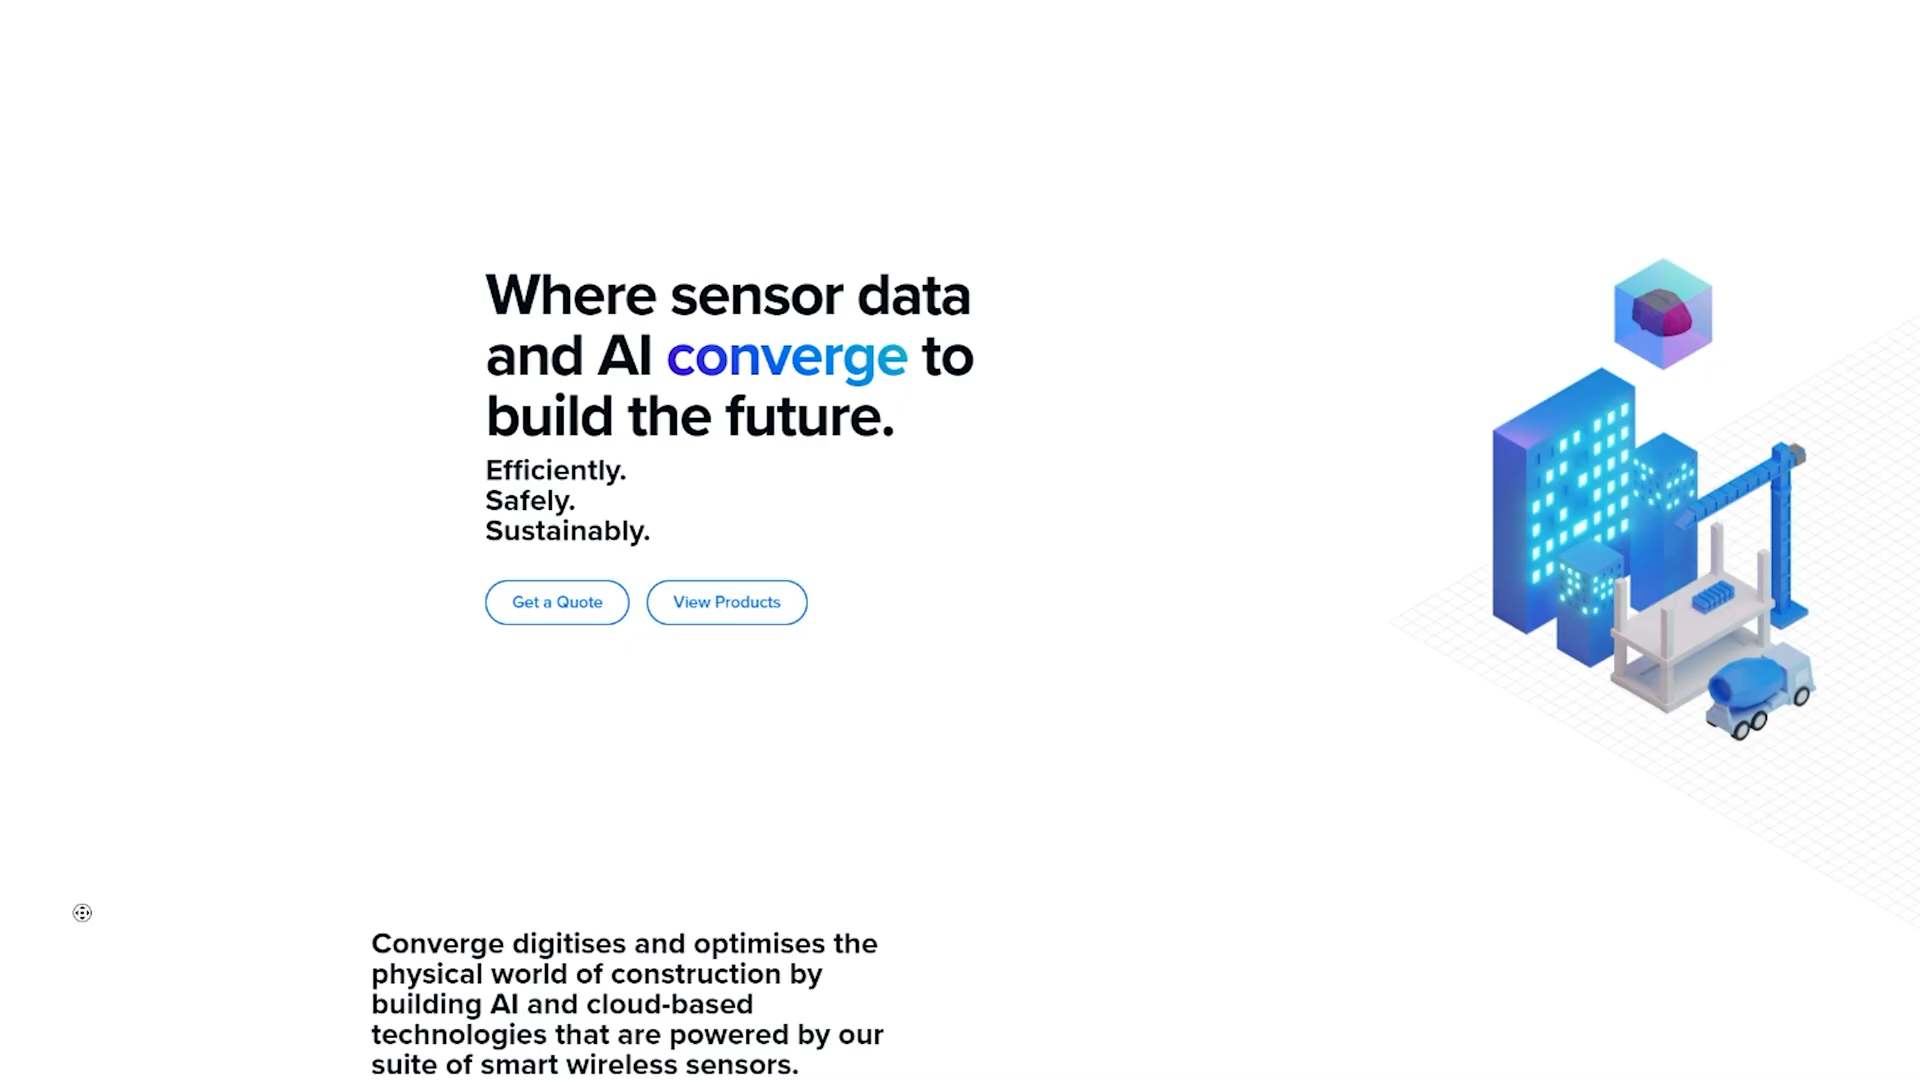 Where sensor data
and AI converge to
build the future.
Efficiently.
Safely.
Sustainably.
Get a Quote
View Products
Converge digitises and optimises the
physical world of construction by
building AI and cloud-based
technologies that are powered by our
suite of smart wireless sensors.